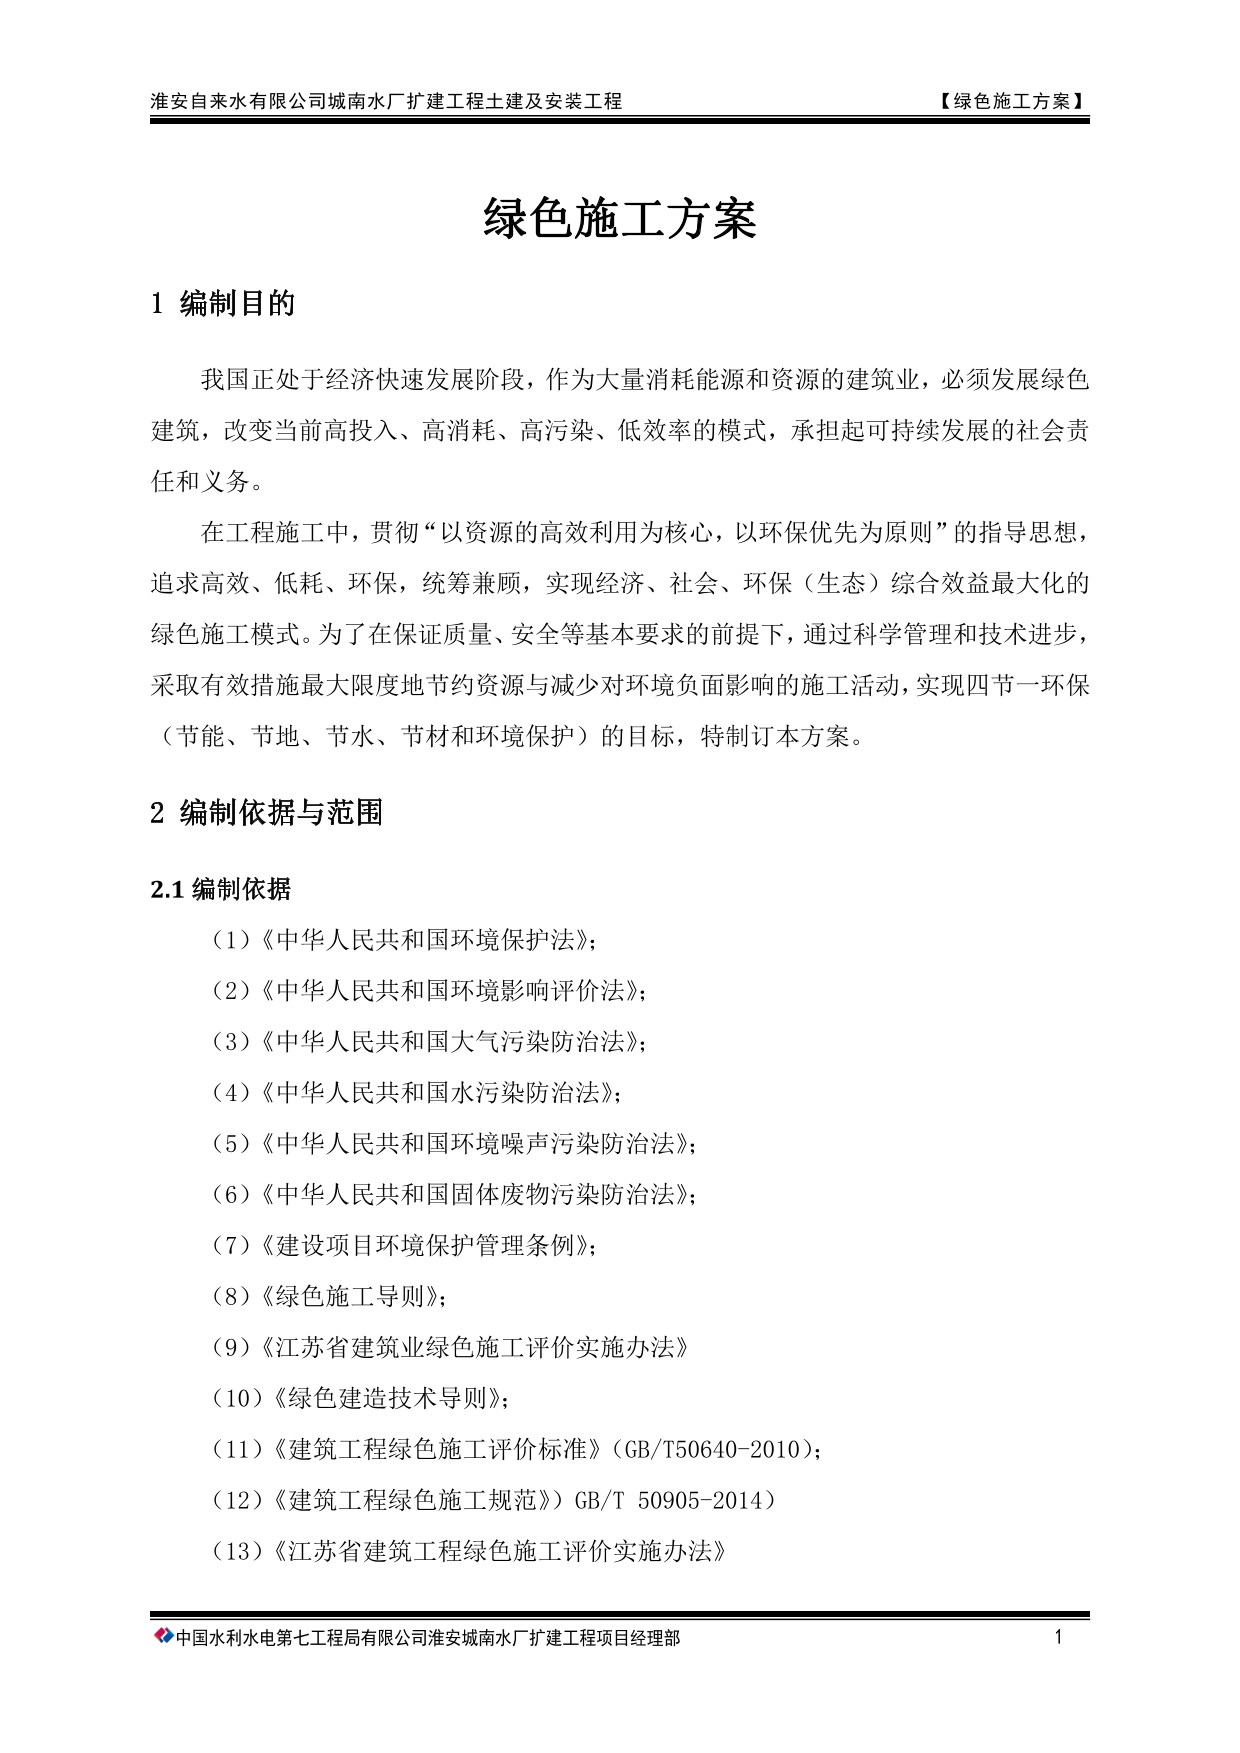 淮安自来水有限公司城南水厂扩建工程土建及安装工程 【绿色施工方案】
绿色施工方案
1 编制目的
我国正处于经济快速发展阶段，作为大量消耗能源和资源的建筑业，必须发展绿色
建筑，改变当前高投入、高消耗、高污染、低效率的模式，承担起可持续发展的社会责
任和义务。
在工程施工中，贯彻“以资源的高效利用为核心，以环保优先为原则”的指导思想，
追求高效、低耗、环保，统筹兼顾，实现经济、社会、环保（生态）综合效益最大化的
绿色施工模式。为了在保证质量、安全等基本要求的前提下，通过科学管理和技术进步，
采取有效措施最大限度地节约资源与减少对环境负面影响的施工活动，实现四节一环保
（节能、节地、节水、节材和环境保护）的目标，特制订本方案。
2 编制依据与范围
2.1 编制依据
（1）《中华人民共和国环境保护法》；
（2）《中华人民共和国环境影响评价法》；
（3）《中华人民共和国大气污染防治法》；
（4）《中华人民共和国水污染防治法》；
（5）《中华人民共和国环境噪声污染防治法》；
（6）《中华人民共和国固体废物污染防治法》；
（7）《建设项目环境保护管理条例》；
（8）《绿色施工导则》；
（9）《江苏省建筑业绿色施工评价实施办法》
（10）《绿色建造技术导则》；
（11）《建筑工程绿色施工评价标准》（GB/T50640-2010）；
（12）《建筑工程绿色施工规范》）GB/T 50905-2014）
（13）《江苏省建筑工程绿色施工评价实施办法》
中国水利水电第七工程局有限公司淮安城南水厂扩建工程项目经理部 1